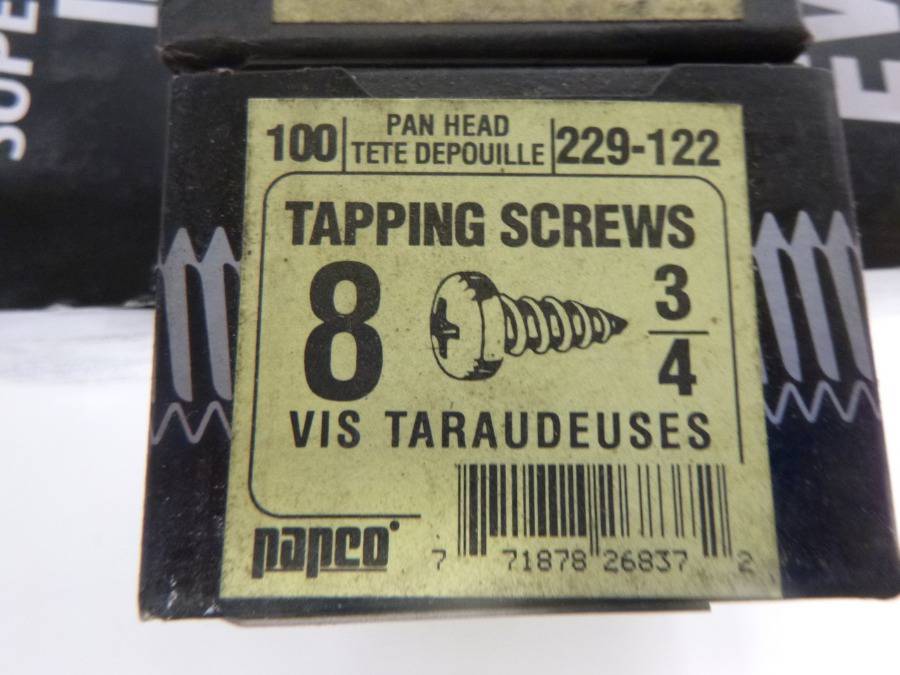 100
PAN HEAD
TETE DEPOUILLE
229-122
TAPPING SCREWS
8
3
4
VIS TARAUDEUSES
papco
7 71878 26837 2